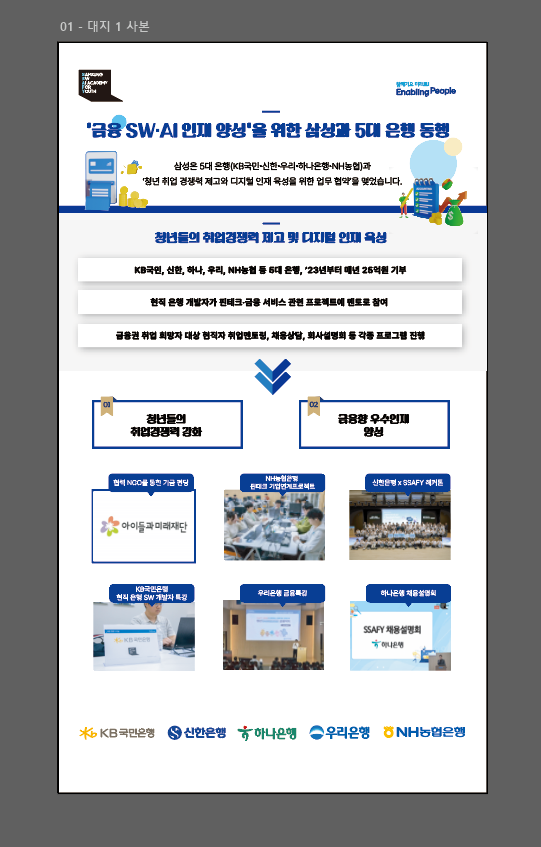 01 - 대지 1 사본
SAMSUNG
SW
AI ACADEMY
FOR
YOUTH
함께가요 미래로!
Enabling People
'금융 SW·AI 인재 양성'을 위한 삼성과 5대 은행 동행
삼성은 5대 은행(KB국민·신한·우리·하나은행·NH농협)과
'청년 취업 경쟁력 제고와 디지털 인재 육성을 위한 업무 협약'을 맺었습니다.
청년들의 취업경쟁력 제고 및 디지털 인재 육성
KB국민, 신한, 하나, 우리, NH농협 등 5대 은행, '23년부터 매년 25억원 기부
현직 은행 개발자가 핀테크·금융 서비스 관련 프로젝트에 멘토로 참여
금융권 취업 희망자 대상 현직자 취업멘토링, 채용상담, 회사설명회 등 각종 프로그램 진행
01
청년들의
취업경쟁력 강화
02
금융향 우수인재
양성
협력 NGO를 통한 기금 전달
아이들과미래재단
NH농협은행
핀테크 기업연계프로젝트
신한은행 x SSAFY 해커톤
KB국민은행
현직 은행 SW 개발자 특강
KB국민은행
우리은행 금융특강
하나은행 채용설명회
SSAFY 채용설명회
하나은행
KB국민은행
신한은행
하나은행
우리은행
NH농협은행